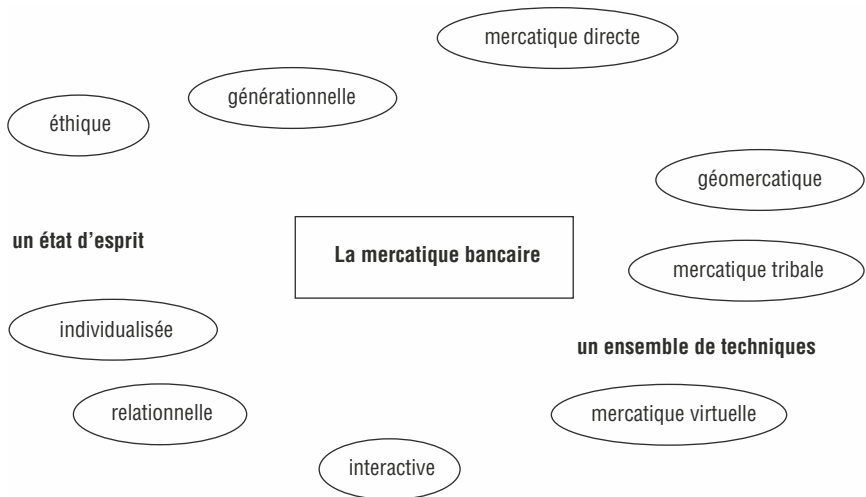 mercatique directe
générationnelle
éthique
géomercatique
un état d’esprit
La mercatique bancaire
mercatique tribale
individualisée
un ensemble de techniques
relationnelle
mercatique virtuelle
interactive